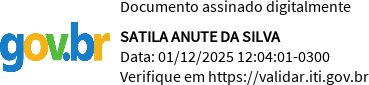 Documento assinado digitalmente
gov.br
SATILA ANUTE DA SILVA
Data: 01/12/2025 12:04:01-0300
Verifique em https://validar.iti.gov.br